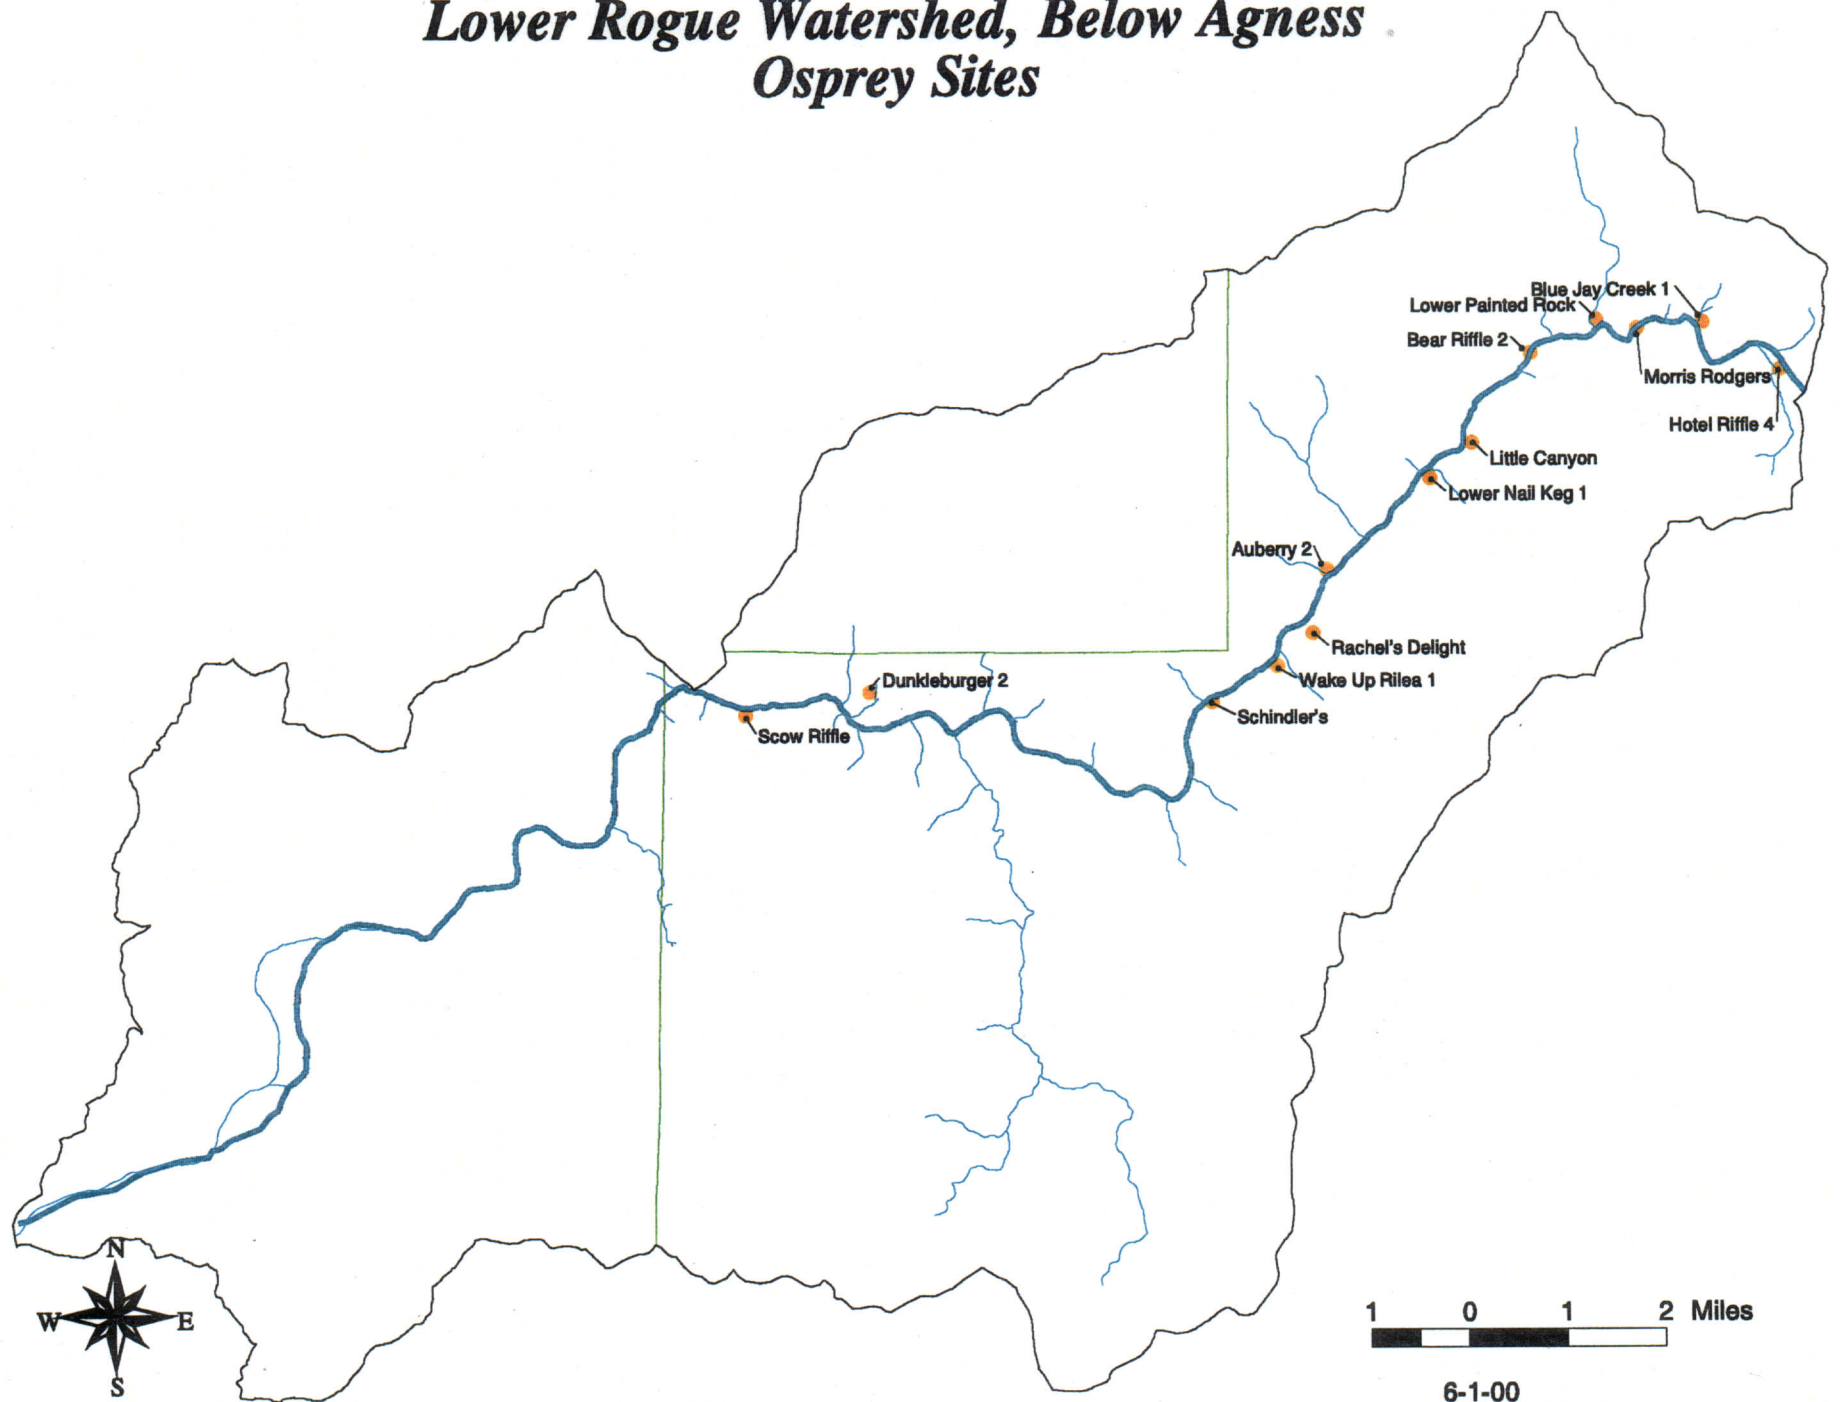 Lower Rogue Watershed, Below Agness
Osprey Sites
Blue Jay Creek 1
Lower Painted Rock
Bear Riffle 2
Morris Rodgers
Hotel Riffle 4
Little Canyon
Lower Nail Keg 1
Auberry 2
Rachel's Delight
Wake Up Rilea 1
Dunkleburger 2
Schindler's
Scow Riffle
N
W E
S
1 0 1 2 Miles
6-1-00